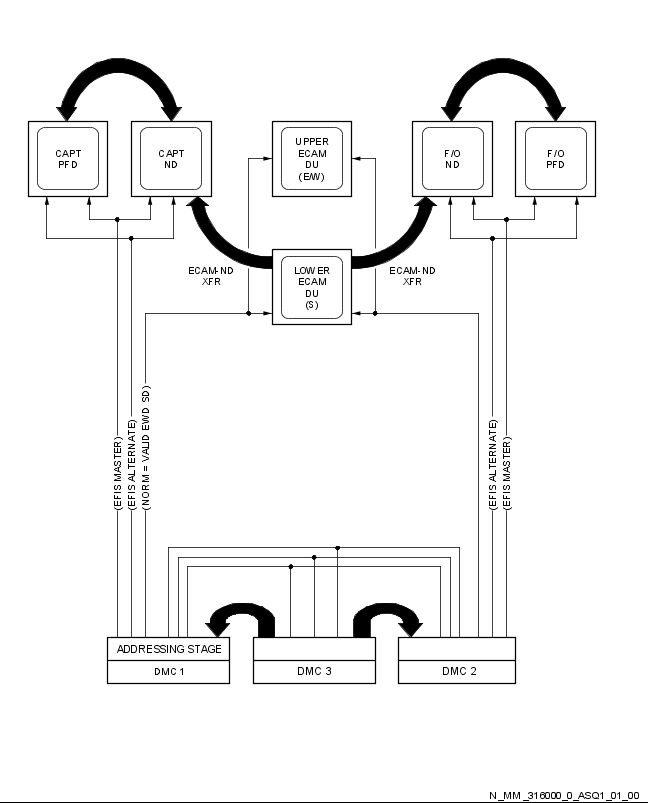 CAPT
PFD
CAPT
ND
UPPER
ECAM
DU
(E/W)
F/O
ND
F/O
PFD
ECAM-ND
XFR
LOWER
ECAM
DU
(S)
ECAM-ND
XFR
(EFIS MASTER)
(EFIS ALTERNATE)
(NORM = VALID EWD SD)
(EFIS ALTERNATE)
(EFIS MASTER)
ADDRESSING STAGE
DMC 1
DMC 3
DMC 2
N_MM_316000_0_ASQ1_01_00